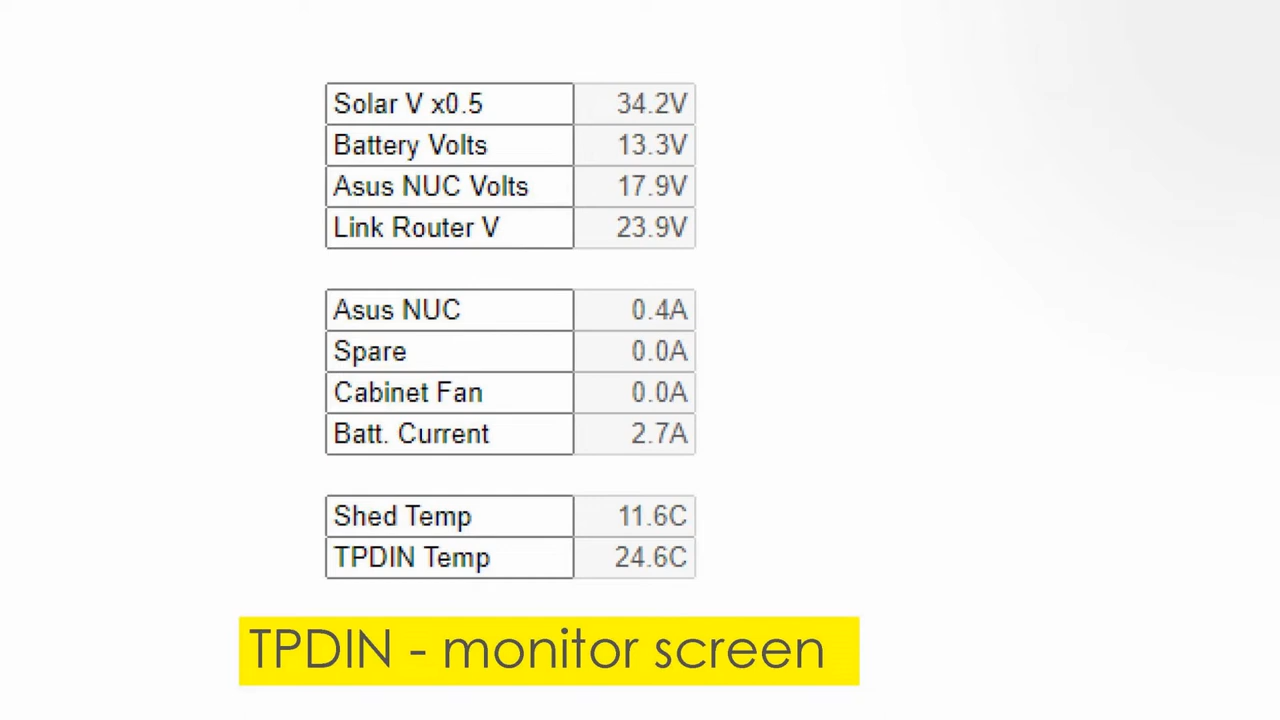 Solar V x0.5 34.2V
Battery Volts 13.3V
Asus NUC Volts 17.9V
Link Router V 23.9V
Asus NUC 0.4A
Spare 0.0A
Cabinet Fan 0.0A
Batt. Current 2.7A
Shed Temp 11.6C
TPDIN Temp 24.6C
TPDIN - monitor screen